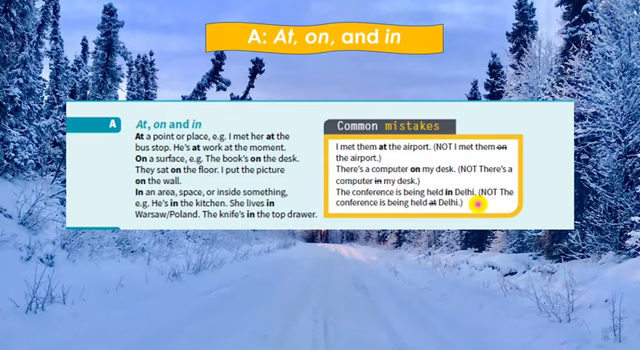 A: At, on, and in
A
At, on and in
At a point or place, e.g. I met her at the
bus stop. He's at work at the moment.
On a surface, e.g. The book's on the desk.
They sat on the floor. I put the picture
on the wall.
In an area, space, or inside something,
e.g. He's in the kitchen. She lives in
Warsaw/Poland. The knife's in the top drawer.
Common mistakes
I met them at the airport. (NOT I met them on
the airport.)
There's a computer on my desk. (NOT There's a
computer in my desk.)
The conference is being held in Delhi. (NOT The
conference is being held at Delhi.)